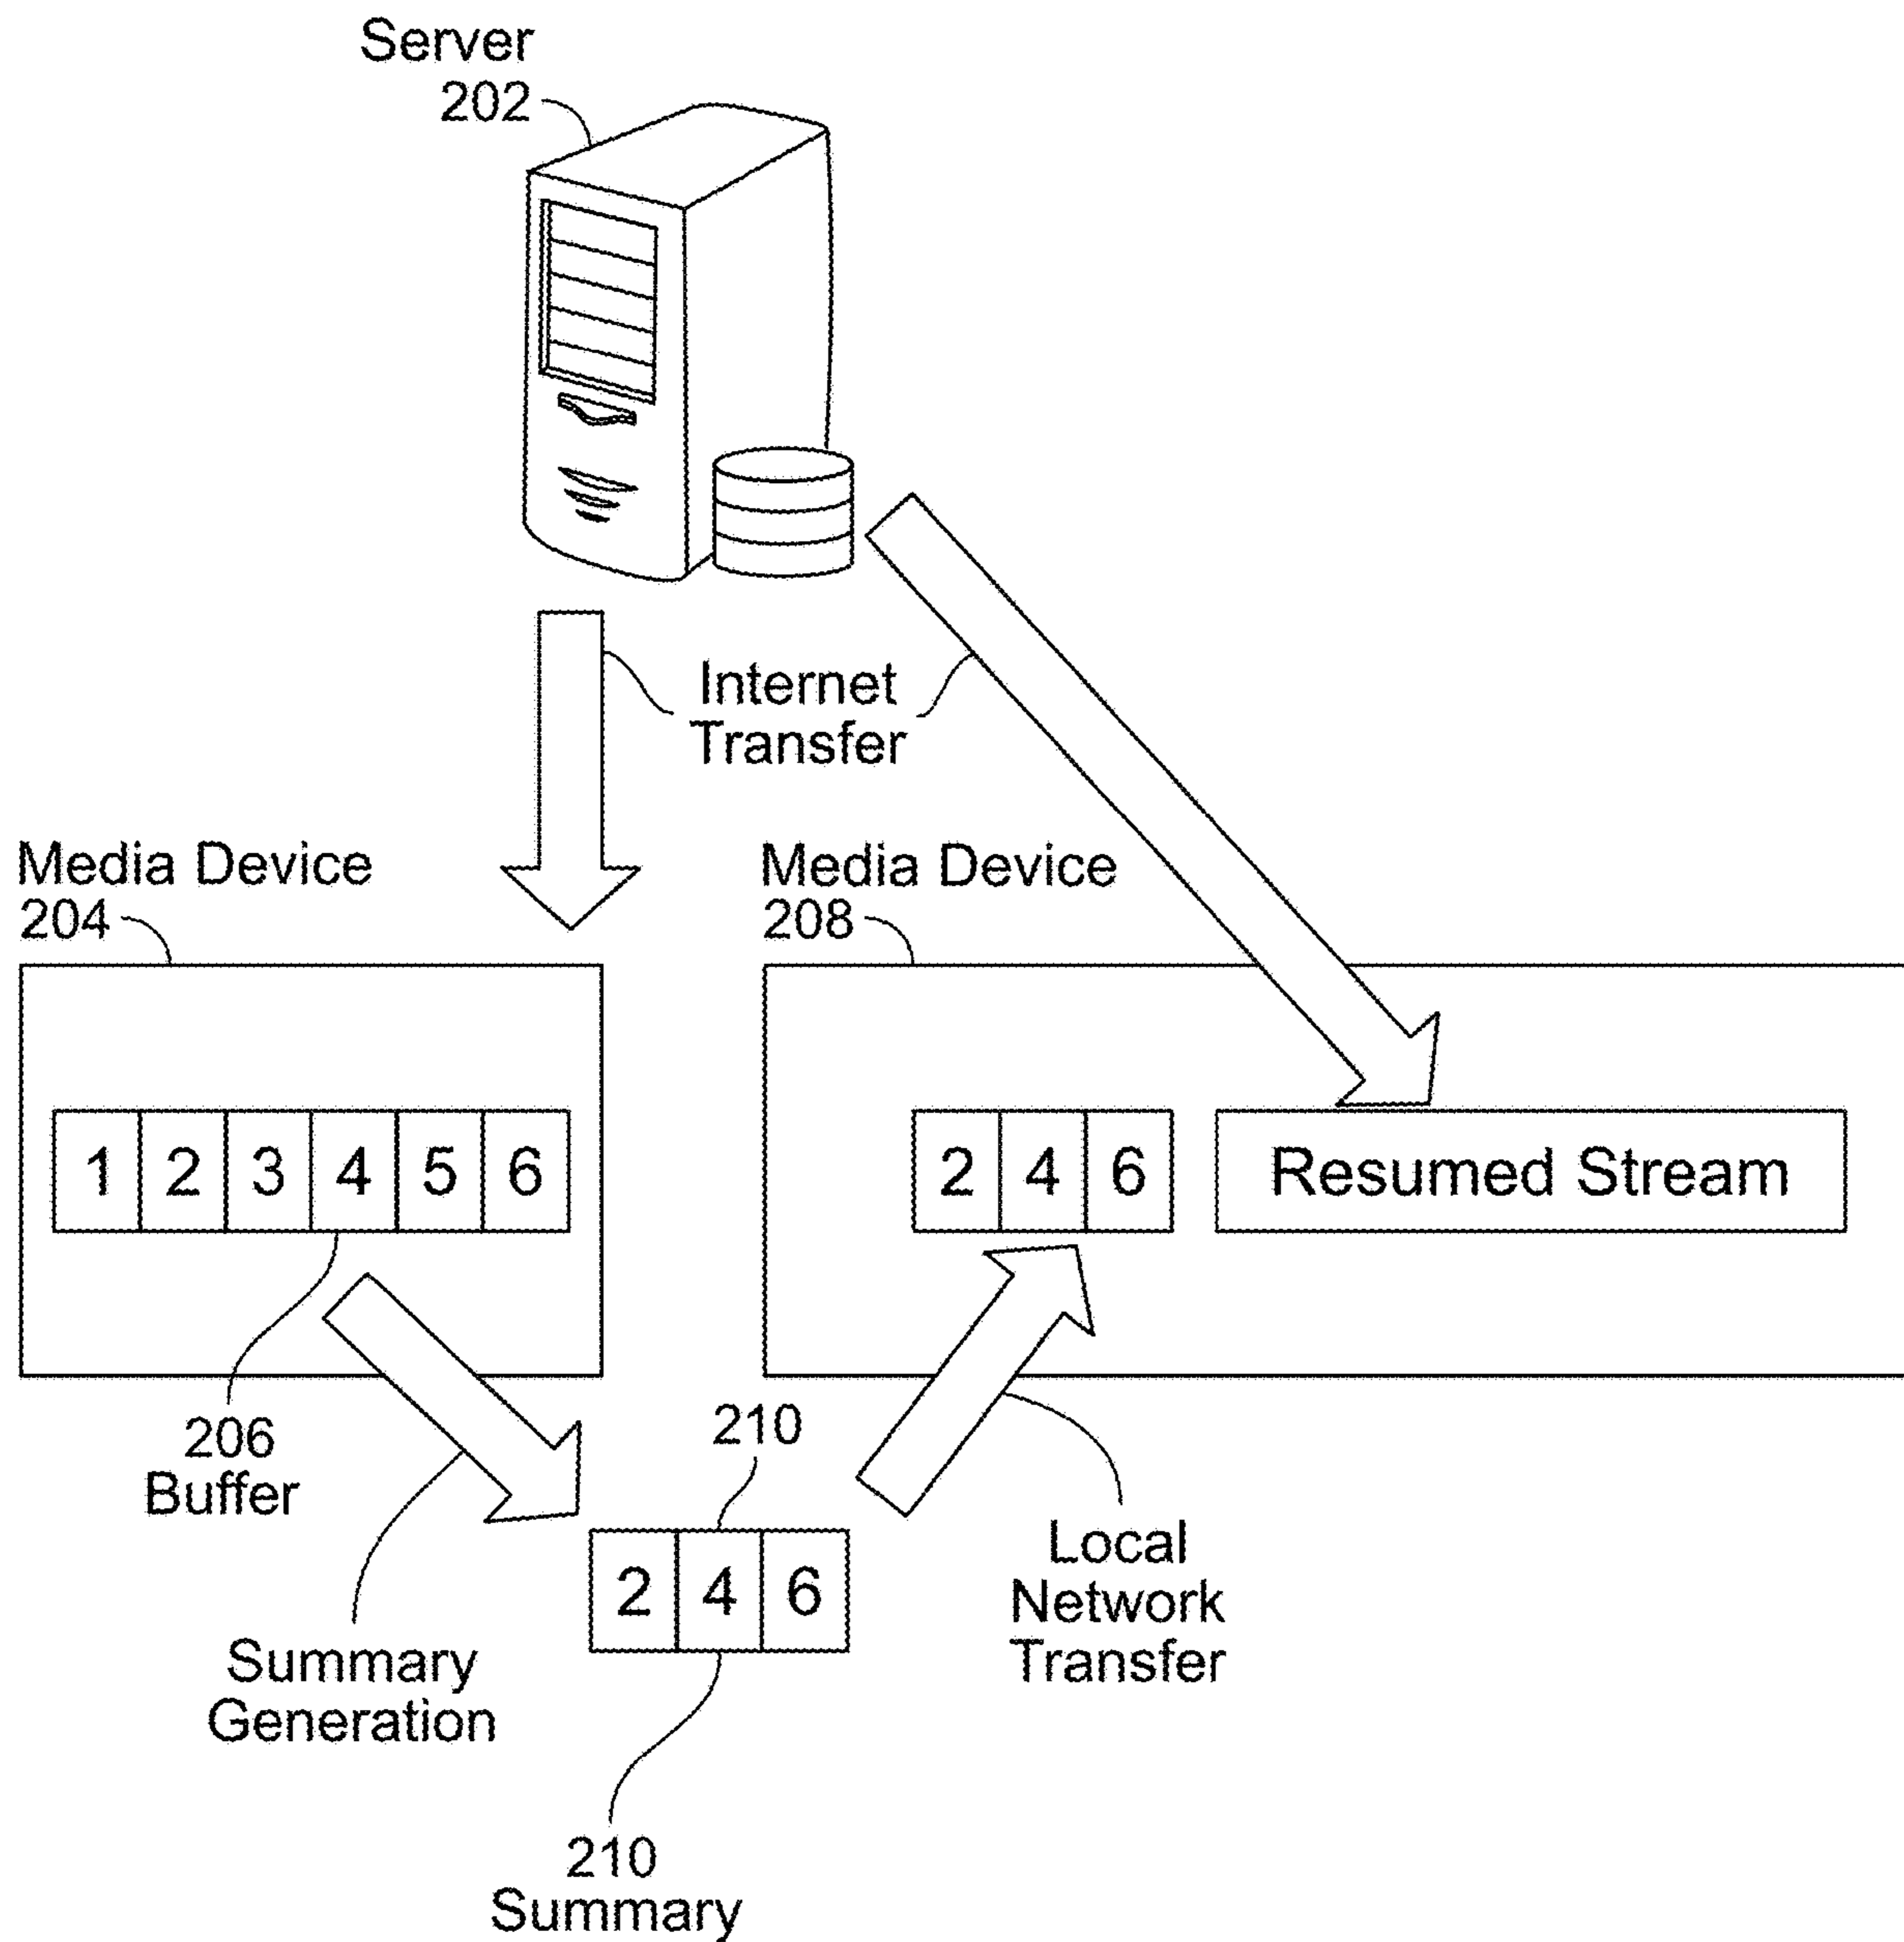 Server
202
Internet
Transfer
Media Device
204
Media Device
208
1 2 3 4 5 6
2 4 6
Resumed Stream
206
Buffer
210
2 4 6
Local
Network
Transfer
Summary
Generation
210
Summary